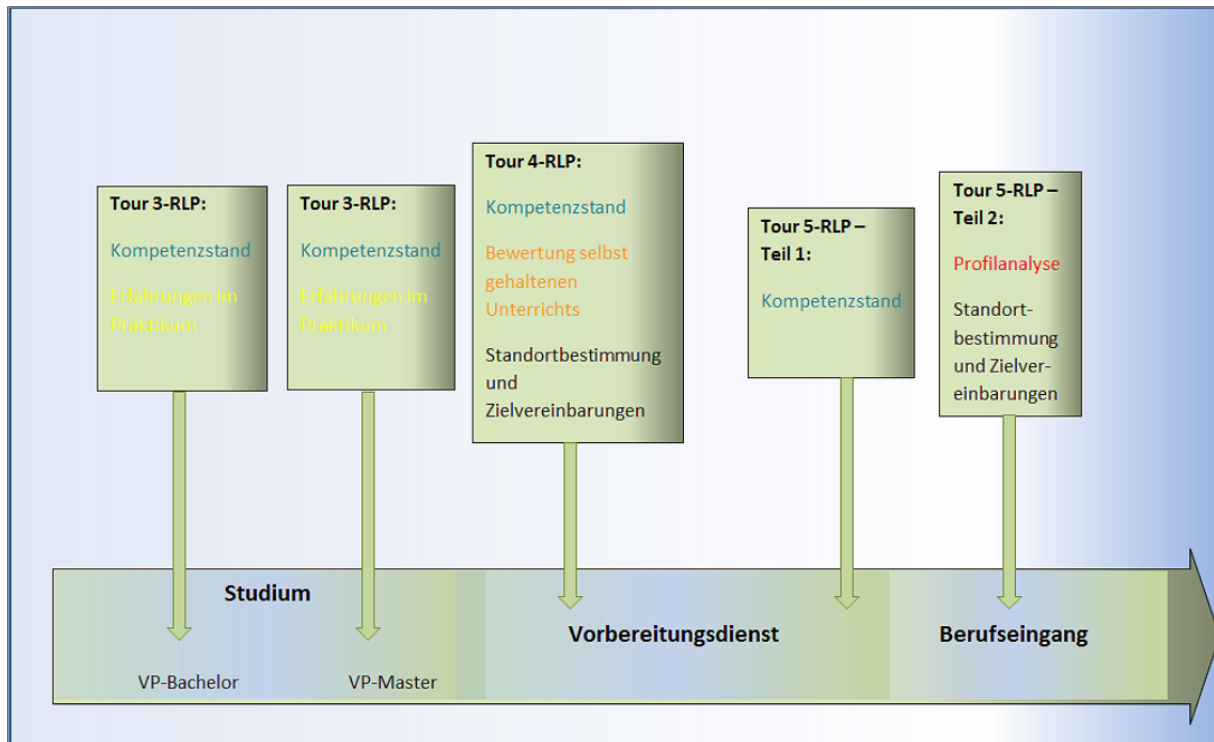 Tour 3-RLP:
Kompetenzstand
Erfahrungen im
Praktikum
Tour 3-RLP:
Kompetenzstand
Erfahrungen im
Praktikum
Tour 4-RLP:
Kompetenzstand
Bewertung selbst
gehaltenen
Unterrichts
Standortbestimmung
und
Zielvereinbarungen
Tour 5-RLP –
Teil 1:
Kompetenzstand
Tour 5-RLP –
Teil 2:
Profilanalyse
Standort-
bestimmung
und Zielver-
einbarungen
Studium
VP-Bachelor
VP-Master
Vorbereitungsdienst
Berufseingang